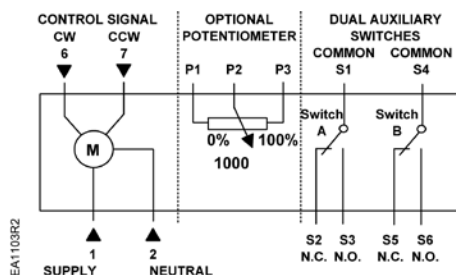 CONTROL SIGNAL
CW CCW
6 7
OPTIONAL
POTENTIOMETER
P1 P2 P3
0% 100%
1000
DUAL AUXILIARY
SWITCHES
COMMON COMMON
S1 S4
Switch A
Switch B
M
1 2
SUPPLY NEUTRAL
S2 S3 S5 S6
N.C. N.O. N.C. N.O.
EA1103R2